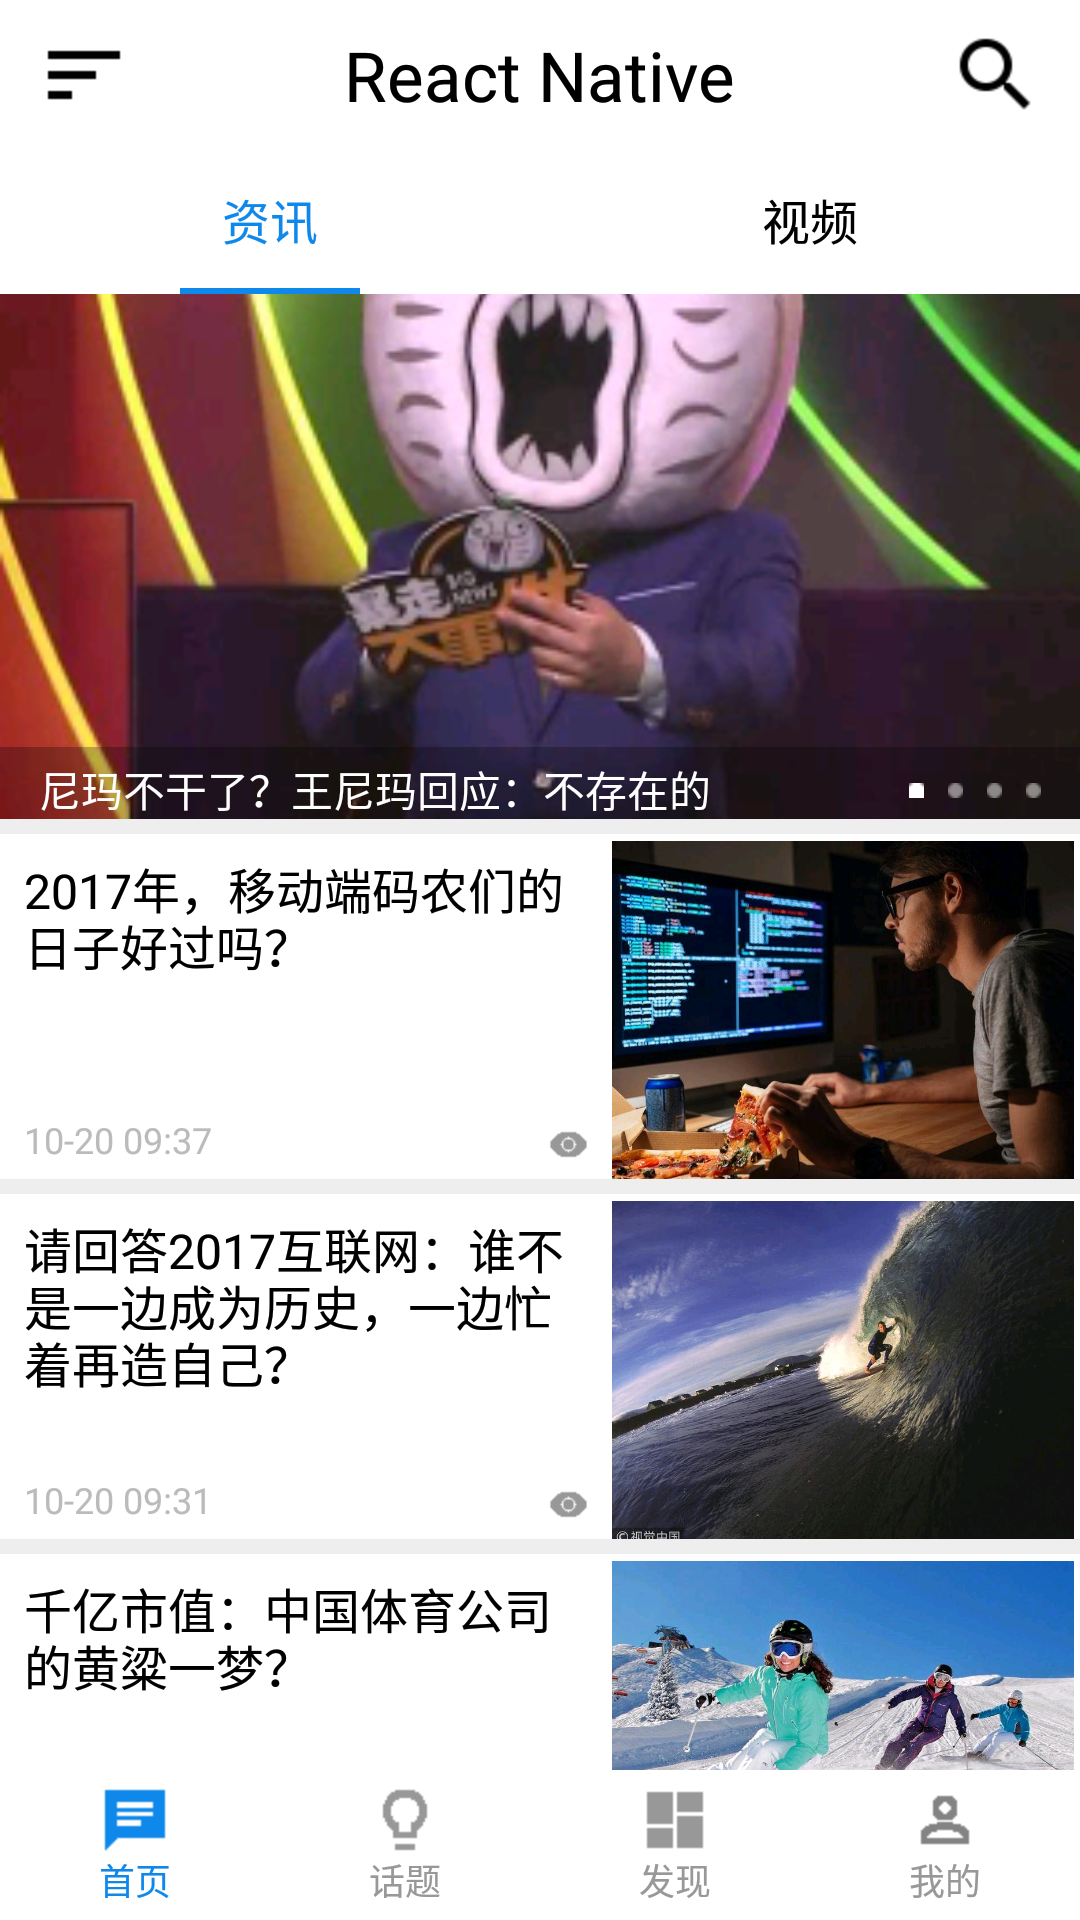 React Native
资讯
视频
暴走大事件
BIG NEWS
尼玛不干了？王尼玛回应：不存在的
2017年，移动端码农们的
日子好过吗？
10-20 09:37
请回答2017互联网：谁不
是一边成为历史，一边忙
着再造自己？
10-20 09:31
©视觉中国
千亿市值：中国体育公司
的黄粱一梦？
首页
话题
发现
我的